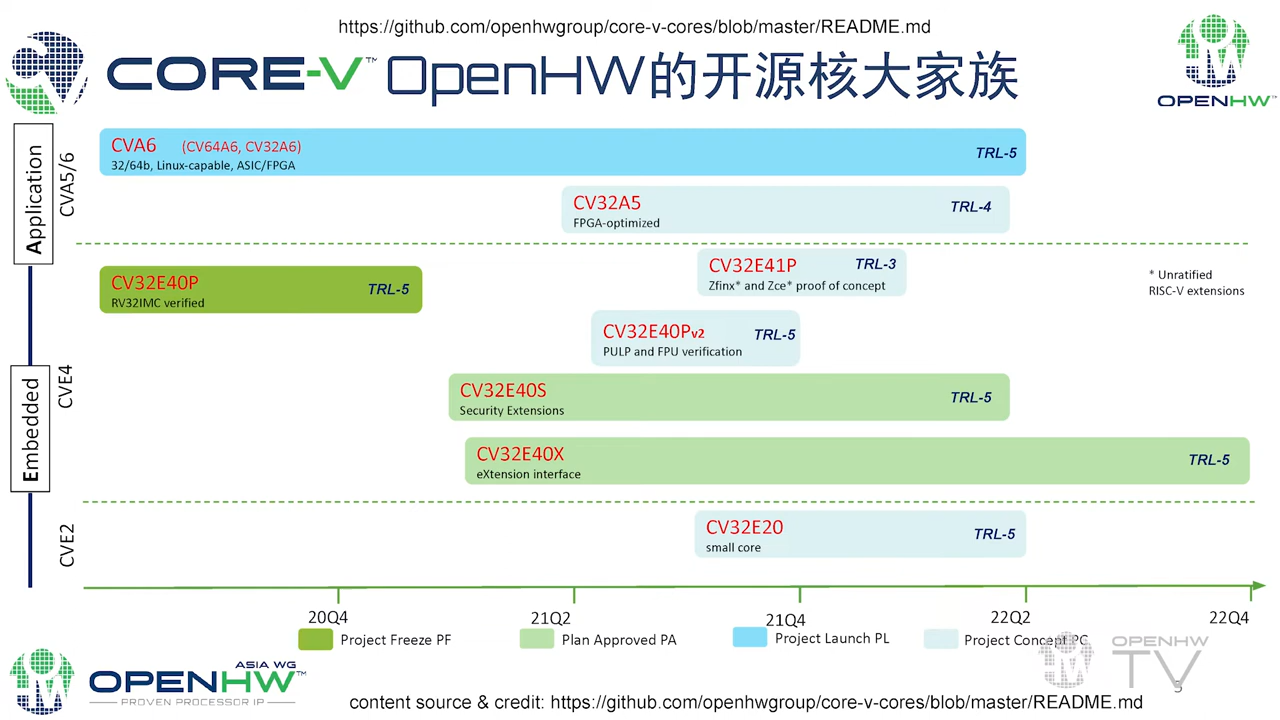 https://github.com/openhwgroup/core-v-cores/blob/master/README.md
CORE-V™ OpenHW的开源核大家族
OPENHW™
Application
CVA5/6
CVA6 (CV64A6, CV32A6)
32/64b, Linux-capable, ASIC/FPGA
TRL-5
CV32A5
FPGA-optimized
TRL-4
Embedded
CVE4
CV32E40P
RV32IMC verified
TRL-5
CV32E41P
Zfinx* and Zce* proof of concept
TRL-3
* Unratified
RISC-V extensions
CV32E40Pv2
PULP and FPU verification
TRL-5
CV32E40S
Security Extensions
TRL-5
CV32E40X
eXtension interface
TRL-5
CVE2
CV32E20
small core
TRL-5
20Q4 21Q2 21Q4 22Q2 22Q4
Project Freeze PF Plan Approved PA Project Launch PL Project Concept PC
ASIA WG
OPENHW™
PROVEN PROCESSOR IP
OPENHW
TV
5
content source & credit: https://github.com/openhwgroup/core-v-cores/blob/master/README.md